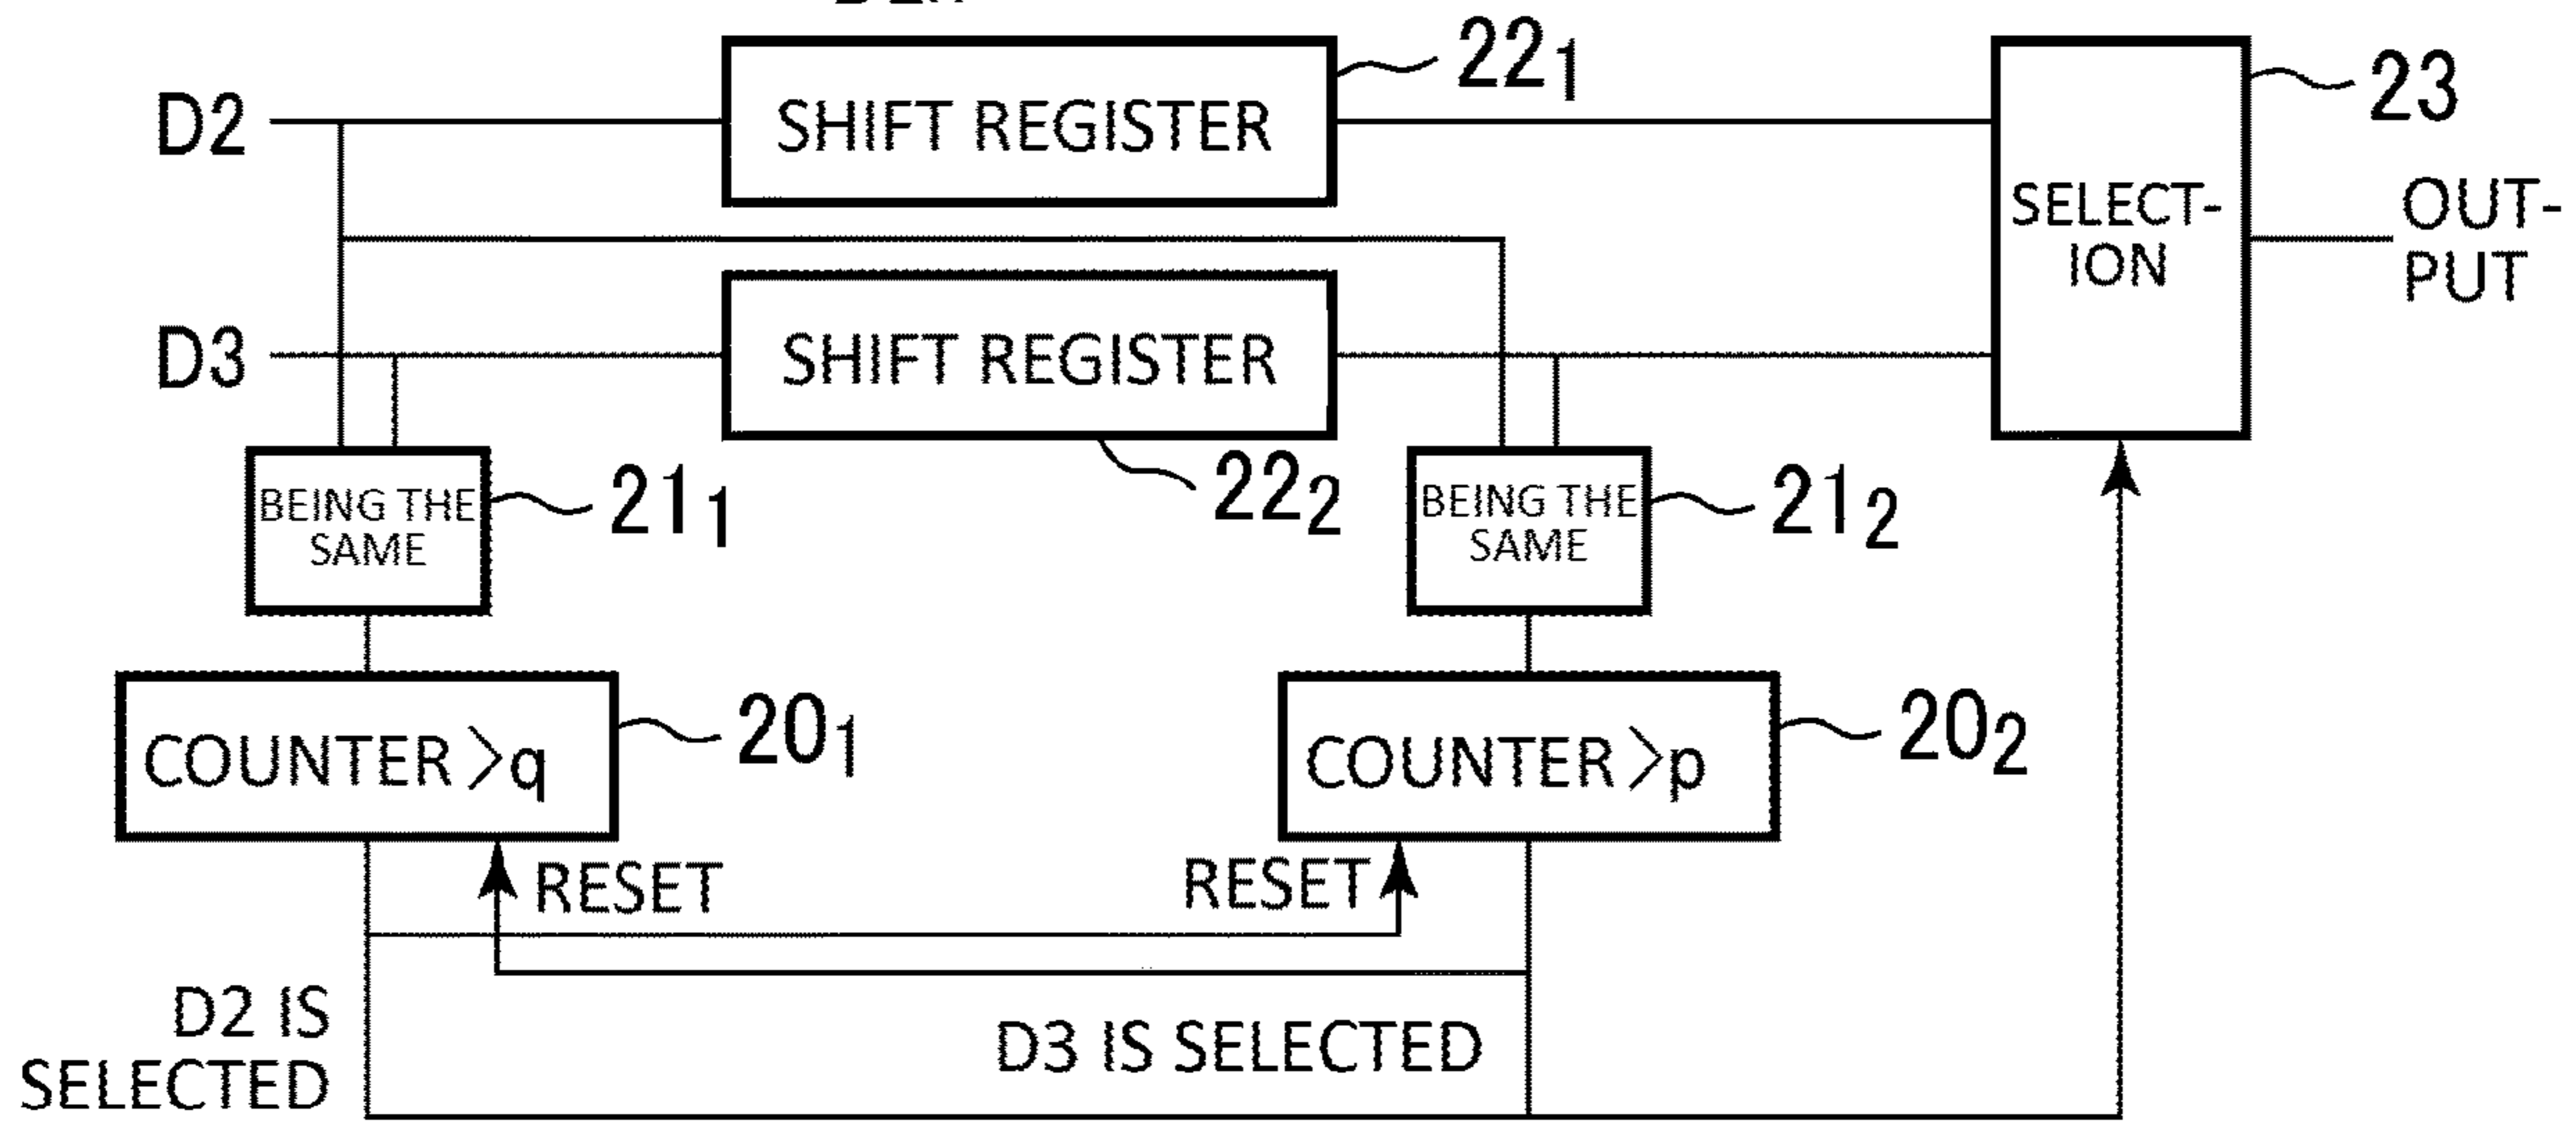 D2
SHIFT REGISTER
22₁
23
SELECT-
ION
OUT-
PUT
D3
SHIFT REGISTER
22₂
BEING THE
SAME
21₁
BEING THE
SAME
21₂
COUNTER >q
20₁
COUNTER >p
20₂
RESET
RESET
D2 IS
SELECTED
D3 IS SELECTED